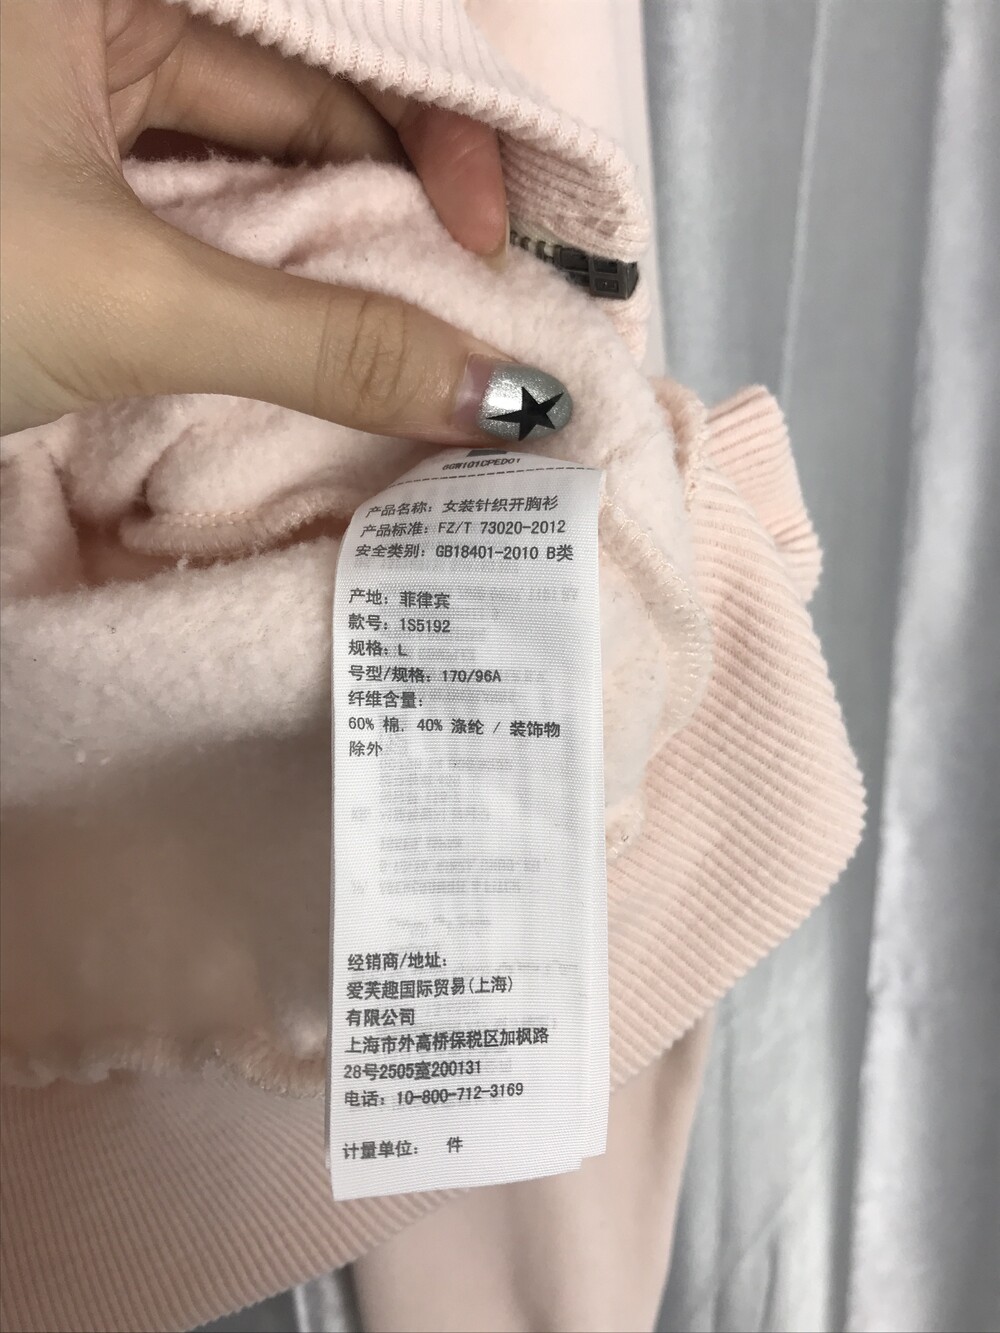 GGM101CPED01
产品名称: 女装针织开胸衫
产品标准: FZ/T 73020-2012
安全类别: GB18401-2010 B类
产地: 菲律宾
款号: 1S5192
规格: L
号型/规格: 170/96A
纤维含量:
60% 棉, 40% 涤纶 / 装饰物
除外
经销商/地址:
爱芙趣国际贸易(上海)
有限公司
上海市外高桥保税区加枫路
28号2505室200131
电话: 10-800-712-3169
计量单位: 件